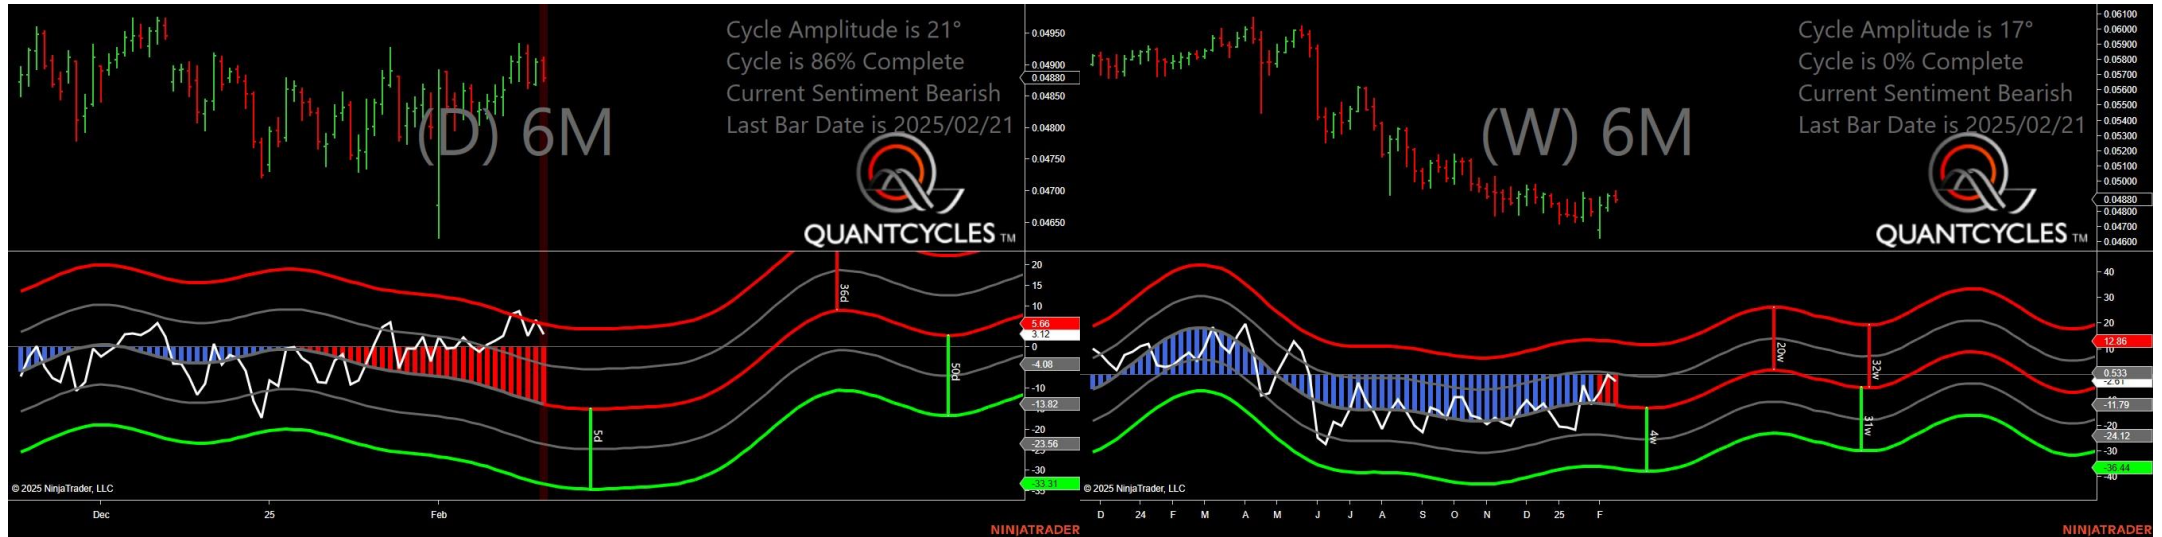 Cycle Amplitude is 21°
Cycle is 86% Complete
Current Sentiment Bearish
Last Bar Date is 2025/02/21
(D) 6M
QUANTCYCLES TM
0.04950
0.04900
0.04880
0.04850
0.04800
0.04750
0.04700
0.04650
20
15
10
5.66
3.12
0
-4.08
-10
-13.82
-20
-23.56
-30
-33.31
36d
50d
5d
© 2025 NinjaTrader, LLC
Dec
25
Feb
NINJATRADER
Cycle Amplitude is 17°
Cycle is 0% Complete
Current Sentiment Bearish
Last Bar Date is 2025/02/21
(W) 6M
QUANTCYCLES TM
0.06100
0.06000
0.05900
0.05800
0.05700
0.05600
0.05500
0.05400
0.05300
0.05200
0.05100
0.05000
0.04880
0.04800
0.04700
0.04600
40
30
20
12.86
10
0.533
-2.61
-11.79
-20
-24.12
-30
-36.44
-40
20w
32w
31w
4w
© 2025 NinjaTrader, LLC
D 24 F M A M J J A S O N D 25 F
NINJATRADER